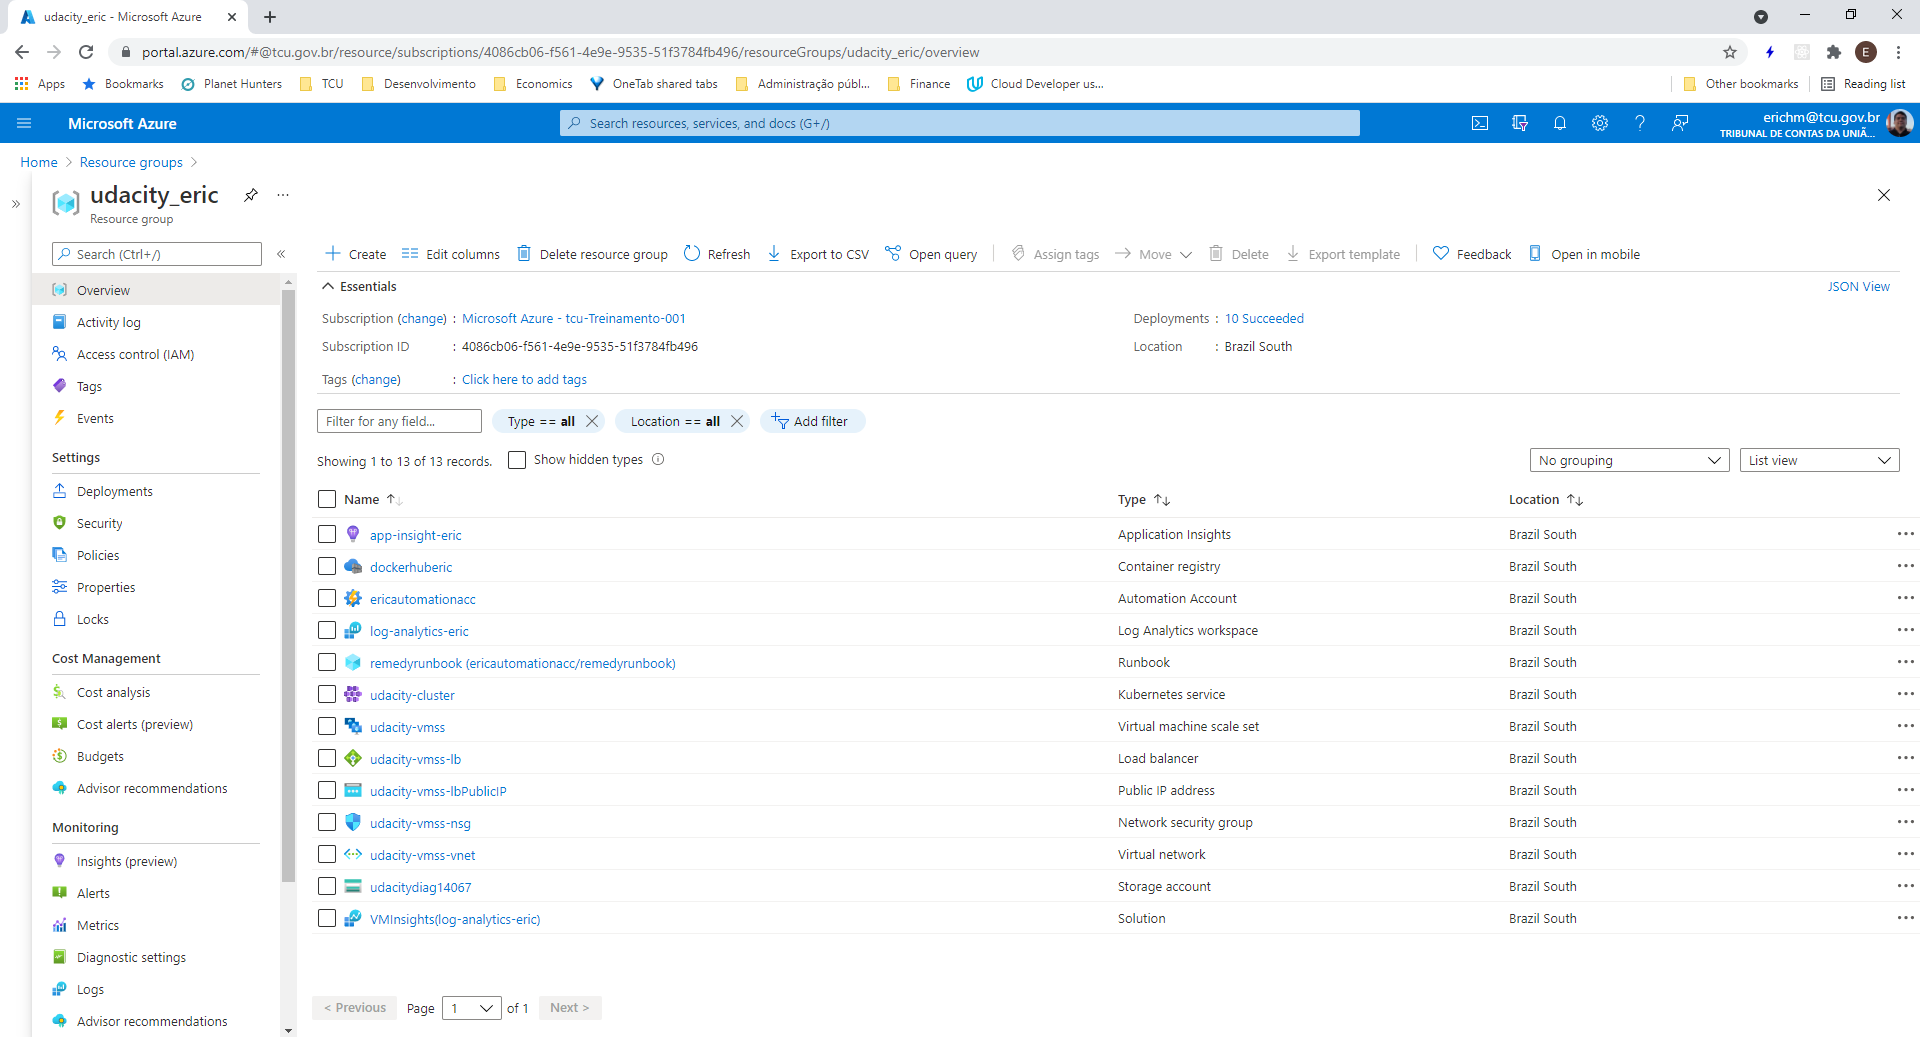 udacity_eric - Microsoft Azure
portal.azure.com/#@tcu.gov.br/resource/subscriptions/4086cb06-f561-4e9e-9535-51f3784fb496/resourceGroups/udacity_eric/overview
E
Apps Bookmarks Planet Hunters TCU Desenvolvimento Economics OneTab shared tabs Administração públ... Finance Cloud Developer us... Other bookmarks Reading list
Microsoft Azure
Search resources, services, and docs (G+/)
erichm@tcu.gov.br
TRIBUNAL DE CONTAS DA UNIÃ...
Home > Resource groups >
udacity_eric
Resource group
Search (Ctrl+/)
Overview
Activity log
Access control (IAM)
Tags
Events
Settings
Deployments
Security
Policies
Properties
Locks
Cost Management
Cost analysis
Cost alerts (preview)
Budgets
Advisor recommendations
Monitoring
Insights (preview)
Alerts
Metrics
Diagnostic settings
Logs
Advisor recommendations
Create Edit columns Delete resource group Refresh Export to CSV Open query Assign tags Move Delete Export template Feedback Open in mobile
Essentials
JSON View
Subscription (change) : Microsoft Azure - tcu-Treinamento-001
Deployments : 10 Succeeded
Subscription ID : 4086cb06-f561-4e9e-9535-51f3784fb496
Location : Brazil South
Tags (change) : Click here to add tags
Filter for any field... Type == all Location == all Add filter
Showing 1 to 13 of 13 records. Show hidden types
No grouping List view
Name Type Location
app-insight-eric Application Insights Brazil South
dockerhuberic Container registry Brazil South
ericautomationacc Automation Account Brazil South
log-analytics-eric Log Analytics workspace Brazil South
remedyrunbook (ericautomationacc/remedyrunbook) Runbook Brazil South
udacity-cluster Kubernetes service Brazil South
udacity-vmss Virtual machine scale set Brazil South
udacity-vmss-lb Load balancer Brazil South
udacity-vmss-lbPublicIP Public IP address Brazil South
udacity-vmss-nsg Network security group Brazil South
udacity-vmss-vnet Virtual network Brazil South
udacitydiag14067 Storage account Brazil South
VMInsights(log-analytics-eric) Solution Brazil South
< Previous Page 1 of 1 Next >